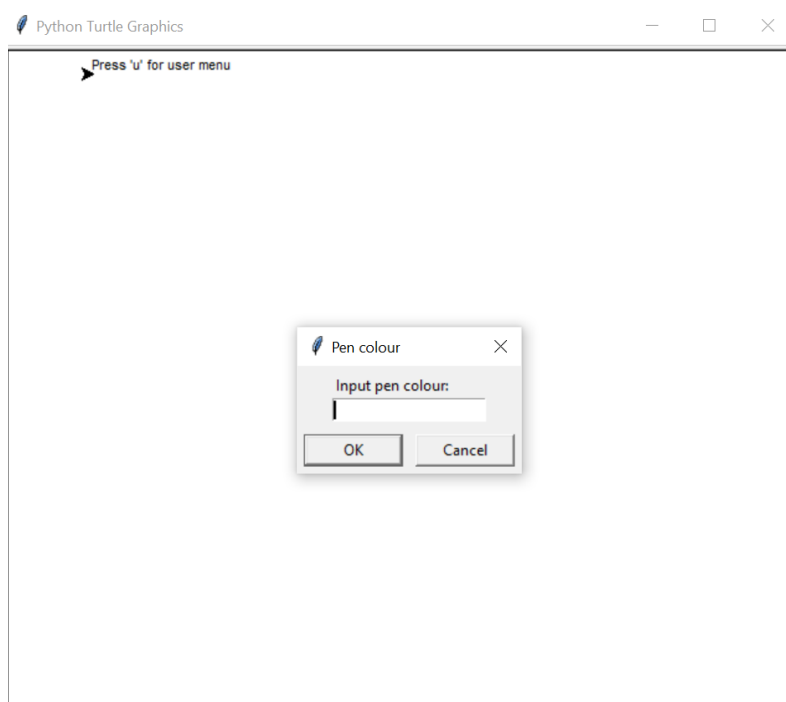 Python Turtle Graphics
Press 'u' for user menu
Pen colour
Input pen colour:
OK
Cancel